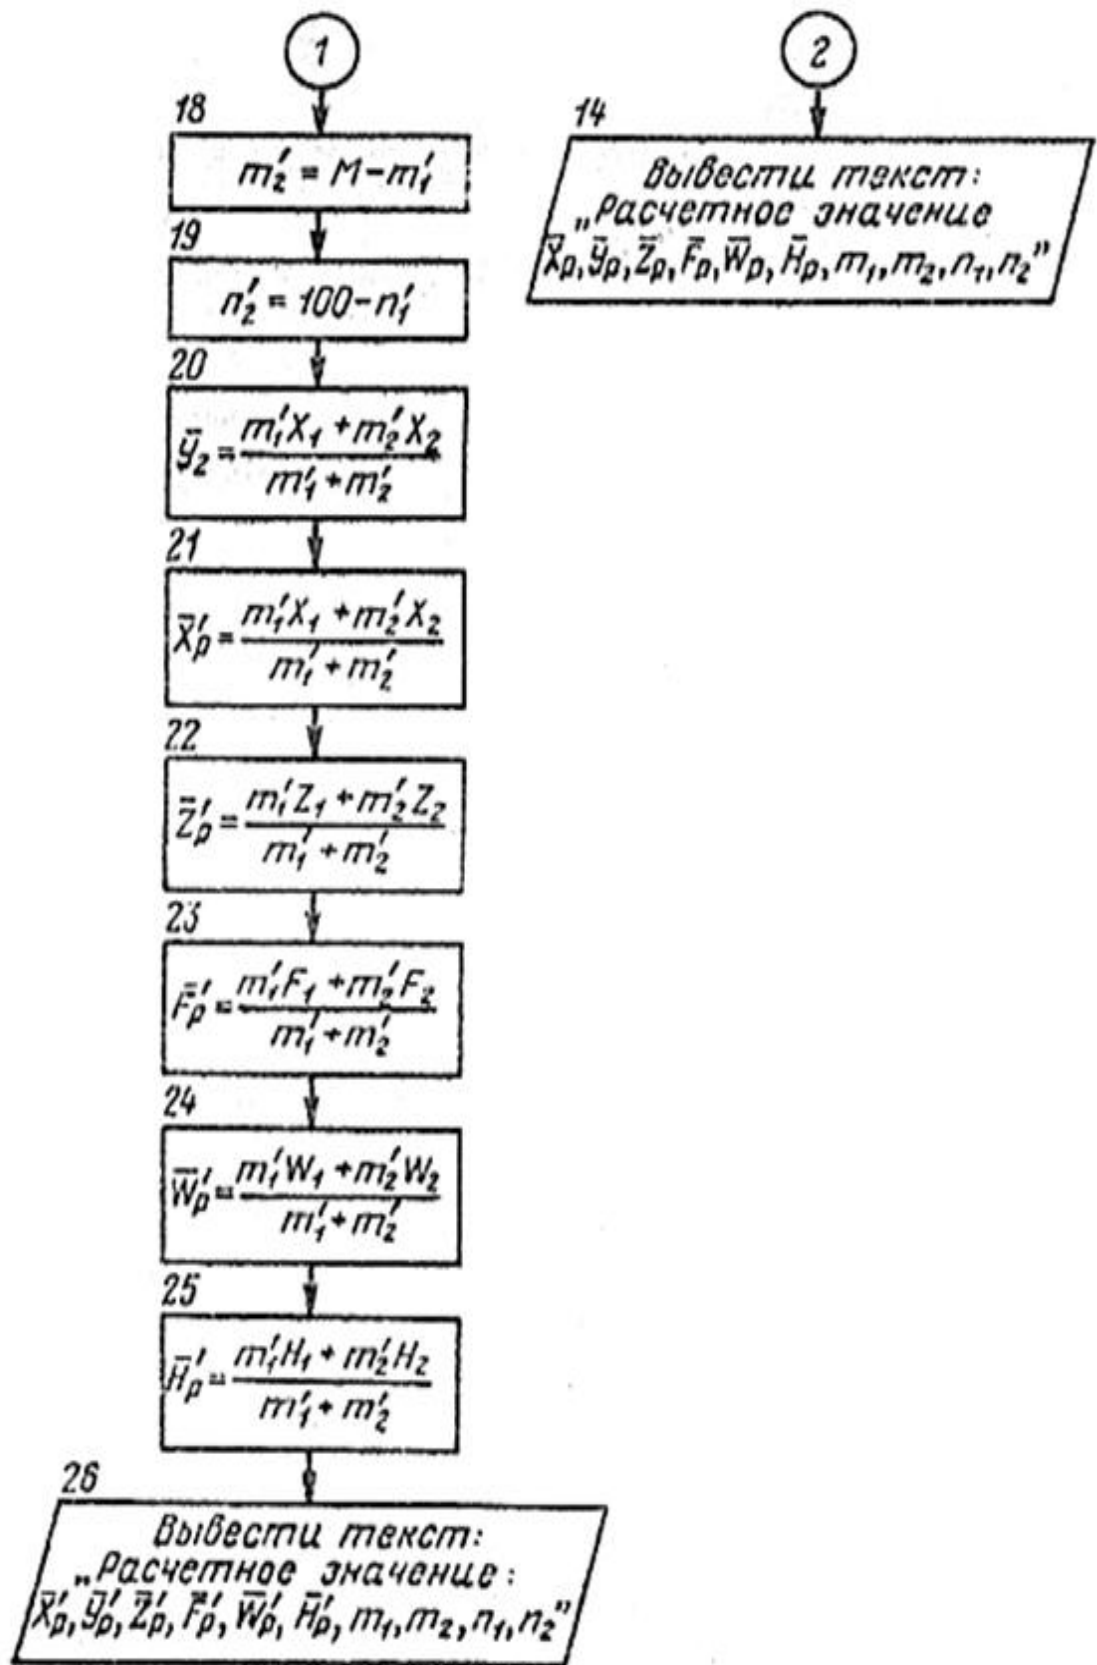 1
18
m′₂ = M − m′₁
19
n′₂ = 100 − n′₁
20
ȳ₂ = (m′₁X₁ + m′₂X₂) / (m′₁ + m′₂)
21
X̄′ₚ = (m′₁X₁ + m′₂X₂) / (m′₁ + m′₂)
22
Z̄′ₚ = (m′₁Z₁ + m′₂Z₂) / (m′₁ + m′₂)
23
F̄′ₚ = (m′₁F₁ + m′₂F₂) / (m′₁ + m′₂)
24
W̄′ₚ = (m′₁W₁ + m′₂W₂) / (m′₁ + m′₂)
25
H̄′ₚ = (m′₁H₁ + m′₂H₂) / (m′₁ + m′₂)
26
Вывести текст:
„Расчетное значение:
X̄′ₚ, ȳ′ₚ, Z̄′ₚ, F̄′ₚ, W̄′ₚ, H̄′ₚ, m₁, m₂, n₁, n₂”
2
14
Вывести текст:
„Расчетное значение
X̄ₚ, ȳₚ, Z̄ₚ, F̄ₚ, W̄ₚ, H̄ₚ, m₁, m₂, n₁, n₂”